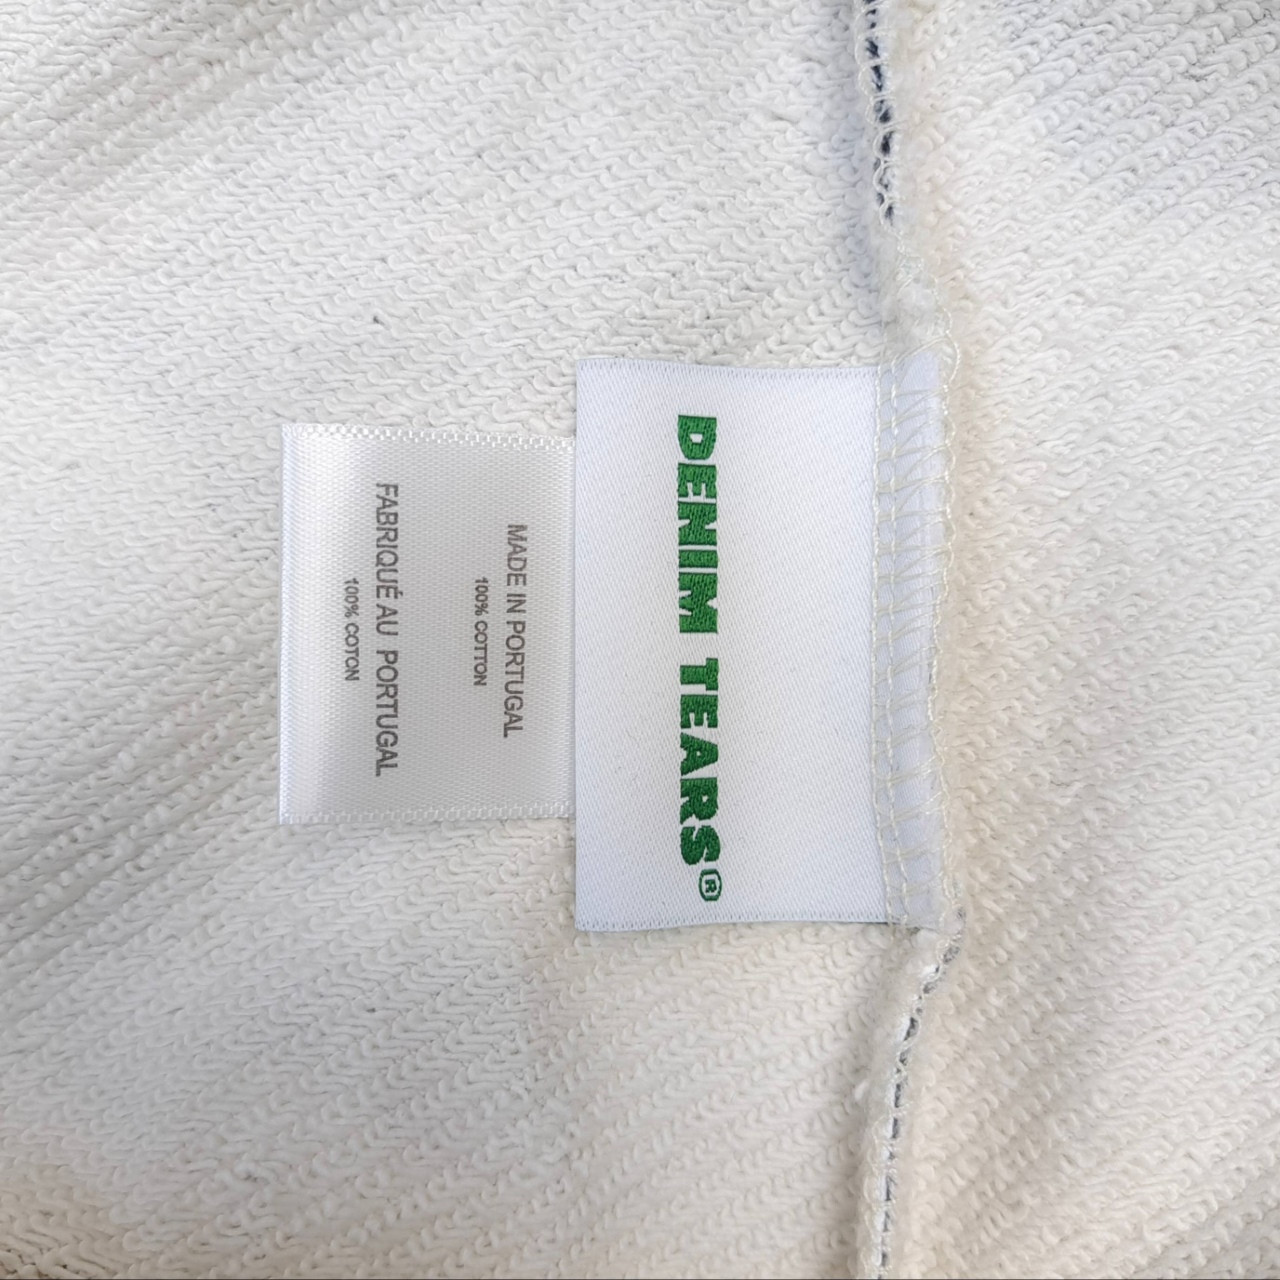 DENIM TEARS®
MADE IN PORTUGAL
100% COTTON
FABRIQUÉ AU PORTUGAL
100% COTON